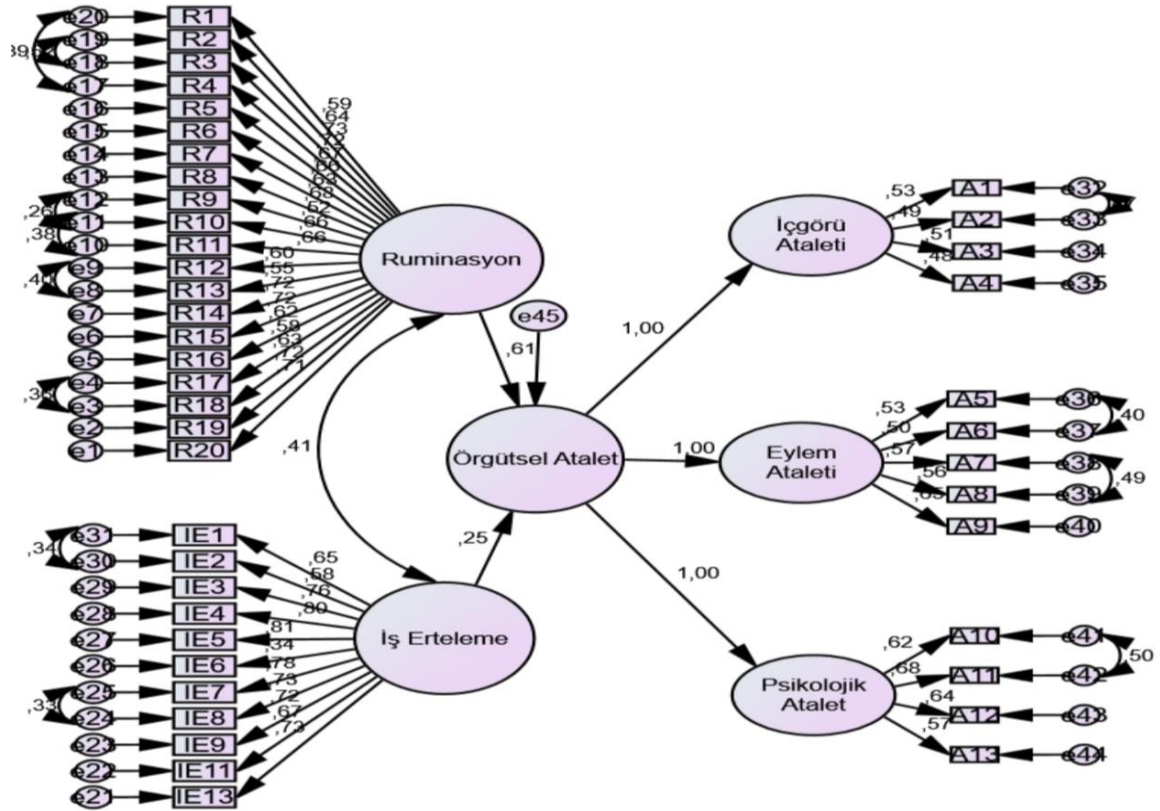 e20 R1
e19 R2
e18 R3
e17 R4
e16 R5
e15 R6
e14 R7
e13 R8
e12 R9
e11 R10
e10 R11
e9 R12
e8 R13
e7 R14
e6 R15
e5 R16
e4 R17
e3 R18
e2 R19
e1 R20
,26
,38
,40
,59
,64
,73
,52
,66
,66
,60
,55
,72
,72
,62
,59
,63
,72
,71
Ruminasyon
e45
,61
,25
,41
Örgütsel Atalet
e31 IE1
e30 IE2
e29 IE3
e28 IE4
e27 IE5
e26 IE6
e25 IE7
e24 IE8
e23 IE9
e22 IE11
e21 IE13
,34
,33
,65
,58
,76
,80
,81
,34
,78
,73
,72
,67
,73
İş Erteleme
1,00
İçgörü
Ataleti
,53
,49
,51
,48
A1 e32
A2 e33
A3 e34
A4 e35
1,00
Eylem
Ataleti
,53
,50
,57
,56
A5 e36
A6 e37
A7 e38
A8 e39
A9 e40
,40
,49
1,00
Psikolojik
Atalet
,62
,68
,64
,57
A10 e41
A11 e42
A12 e43
A13 e44
,50